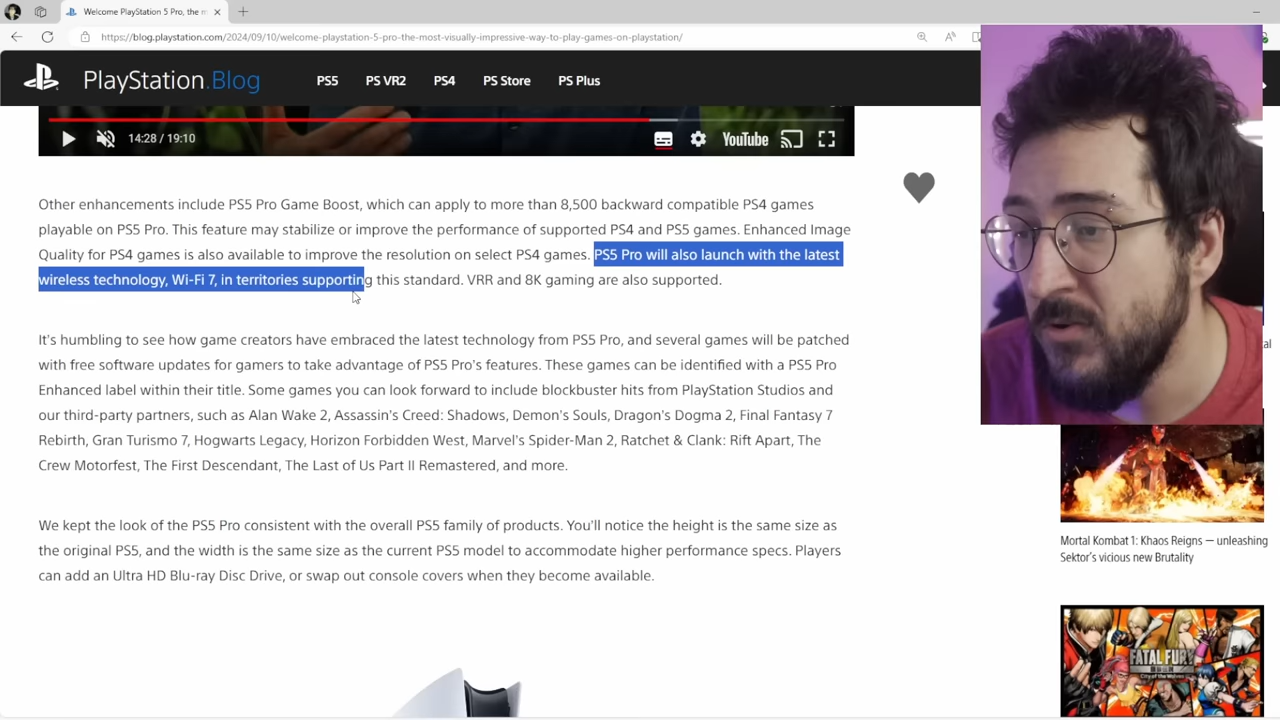 Welcome PlayStation 5 Pro, the m
https://blog.playstation.com/2024/09/10/welcome-playstation-5-pro-the-most-visually-impressive-way-to-play-games-on-playstation/
PlayStation.Blog
PS5
PS VR2
PS4
PS Store
PS Plus
14:28 / 19:10
YouTube
Other enhancements include PS5 Pro Game Boost, which can apply to more than 8,500 backward compatible PS4 games
playable on PS5 Pro. This feature may stabilize or improve the performance of supported PS4 and PS5 games. Enhanced Image
Quality for PS4 games is also available to improve the resolution on select PS4 games. PS5 Pro will also launch with the latest
wireless technology, Wi-Fi 7, in territories supporting this standard. VRR and 8K gaming are also supported.
It's humbling to see how game creators have embraced the latest technology from PS5 Pro, and several games will be patched
with free software updates for gamers to take advantage of PS5 Pro's features. These games can be identified with a PS5 Pro
Enhanced label within their title. Some games you can look forward to include blockbuster hits from PlayStation Studios and
our third-party partners, such as Alan Wake 2, Assassin's Creed: Shadows, Demon's Souls, Dragon's Dogma 2, Final Fantasy 7
Rebirth, Gran Turismo 7, Hogwarts Legacy, Horizon Forbidden West, Marvel's Spider-Man 2, Ratchet & Clank: Rift Apart, The
Crew Motorfest, The First Descendant, The Last of Us Part II Remastered, and more.
We kept the look of the PS5 Pro consistent with the overall PS5 family of products. You'll notice the height is the same size as
the original PS5, and the width is the same size as the current PS5 model to accommodate higher performance specs. Players
can add an Ultra HD Blu-ray Disc Drive, or swap out console covers when they become available.
al
Mortal Kombat 1: Khaos Reigns — unleashing
Sektor's vicious new Brutality
FATAL FURY
City of the Wolves